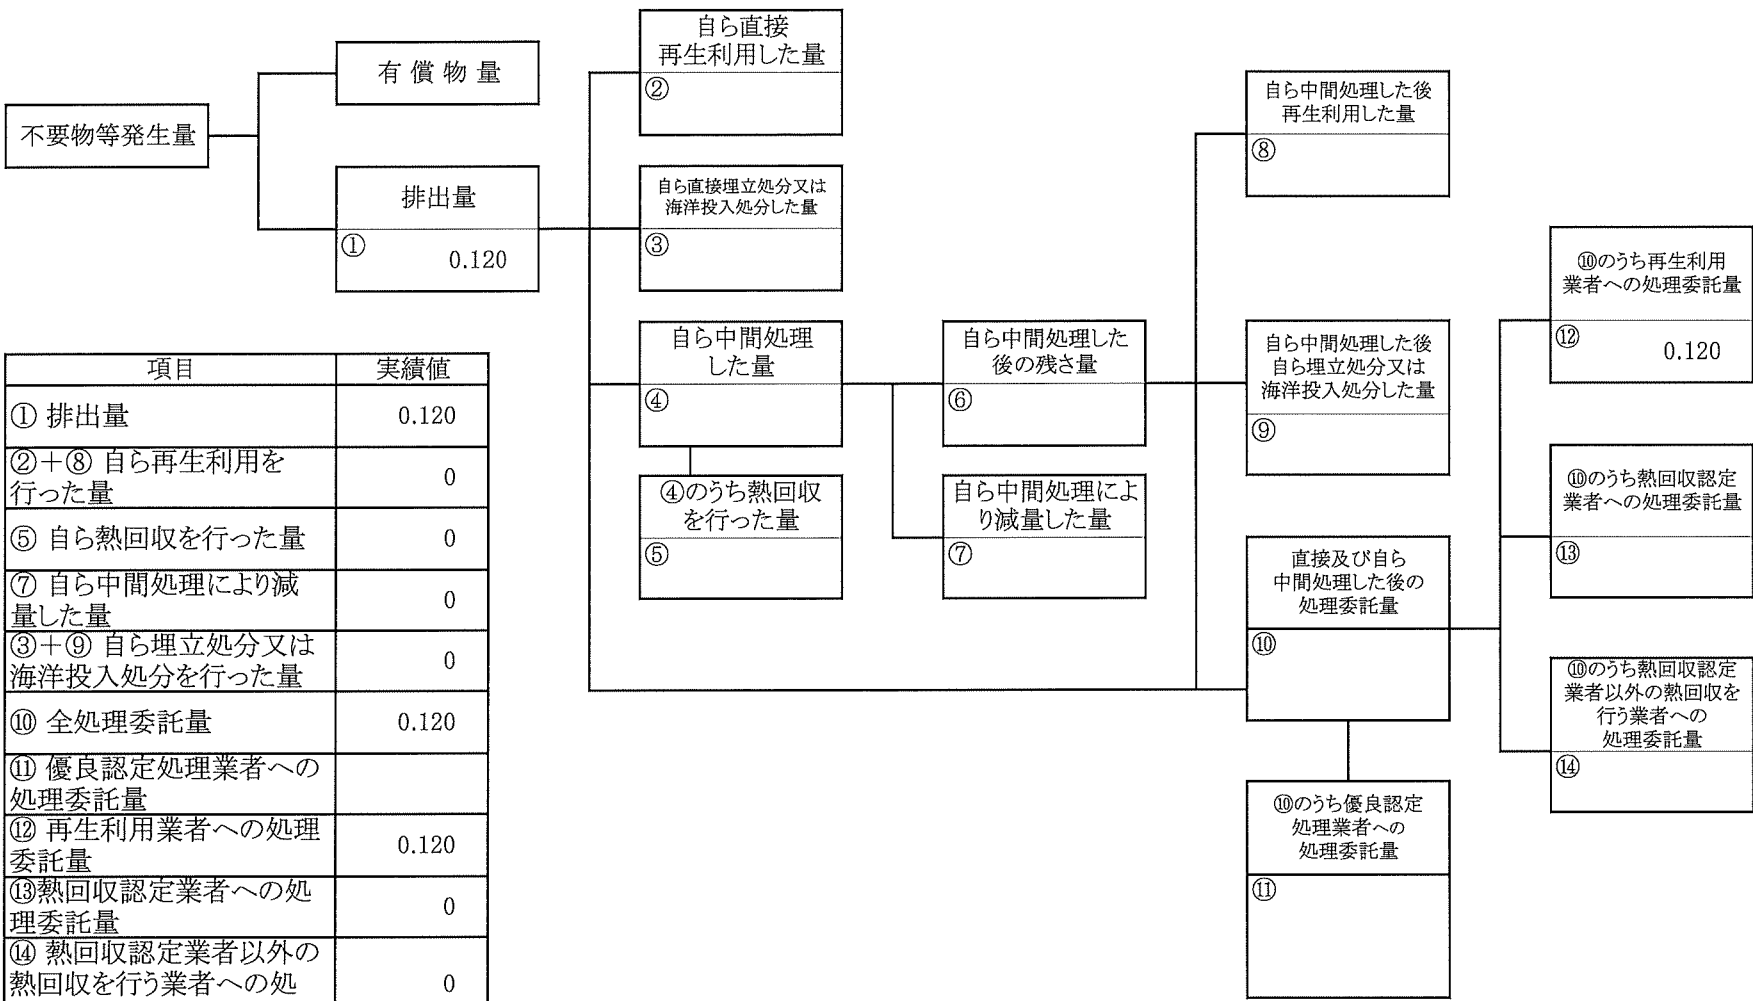 不要物等発生量
有償物量
排出量
①
0.120
自ら直接
再生利用した量
②
自ら直接埋立処分又は
海洋投入処分した量
③
自ら中間処理
した量
④
④のうち熱回収
を行った量
⑤
自ら中間処理した
後の残さ量
⑥
自ら中間処理によ
り減量した量
⑦
自ら中間処理した後
再生利用した量
⑧
自ら中間処理した後
自ら埋立処分又は
海洋投入処分した量
⑨
直接及び自ら
中間処理した後の
処理委託量
⑩
⑩のうち優良認定
処理業者への
処理委託量
⑪
⑩のうち再生利用
業者への処理委託量
⑫
0.120
⑩のうち熱回収認定
業者への処理委託量
⑬
⑩のうち熱回収認定
業者以外の熱回収を
行う業者への
処理委託量
⑭
項目 実績値
① 排出量 0.120
②+⑧ 自ら再生利用を
行った量 0
⑤ 自ら熱回収を行った量 0
⑦ 自ら中間処理により減
量した量 0
③+⑨ 自ら埋立処分又は
海洋投入処分を行った量 0
⑩ 全処理委託量 0.120
⑪ 優良認定処理業者への
処理委託量
⑫ 再生利用業者への処理
委託量 0.120
⑬熱回収認定業者への処
理委託量 0
⑭ 熱回収認定業者以外の
熱回収を行う業者への処 0